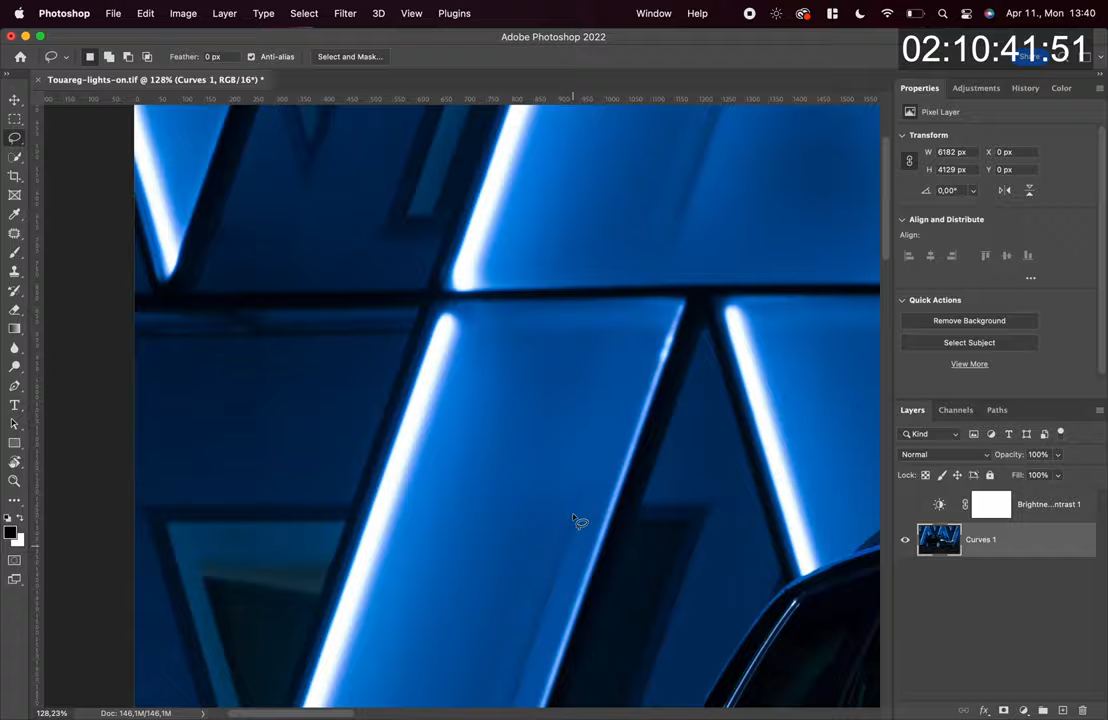 Photoshop File Edit Image Layer Type Select Filter 3D View Plugins Window Help Apr 11., Mon 13:40
Adobe Photoshop 2022
02:10:41:51
Feather: 0 px Anti-alias Select and Mask...
Touareg-lights-on.tif @ 128% (Curves 1, RGB/16*) *
Properties Adjustments History Color
Pixel Layer
Transform
W 6182 px X 0 px
H 4129 px Y 0 px
0,00°
Align and Distribute
Align:
Quick Actions
Remove Background
Select Subject
View More
Layers Channels Paths
Kind
Normal Opacity: 100%
Lock: Fill: 100%
Brightne...ntrast 1
Curves 1
128,23% Doc: 146,1M/146,1M